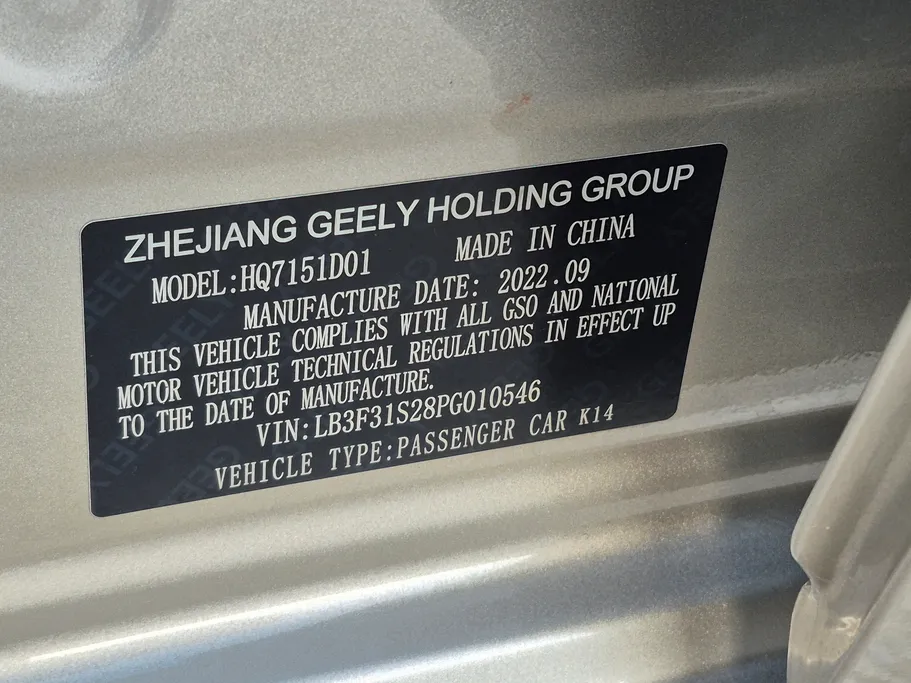 ZHEJIANG GEELY HOLDING GROUP
MODEL:HQ7151D01 MADE IN CHINA
MANUFACTURE DATE: 2022.09
THIS VEHICLE COMPLIES WITH ALL GSO AND NATIONAL
MOTOR VEHICLE TECHNICAL REGULATIONS IN EFFECT UP
TO THE DATE OF MANUFACTURE.
VIN:LB3F31S28PG010546
VEHICLE TYPE:PASSENGER CAR K14